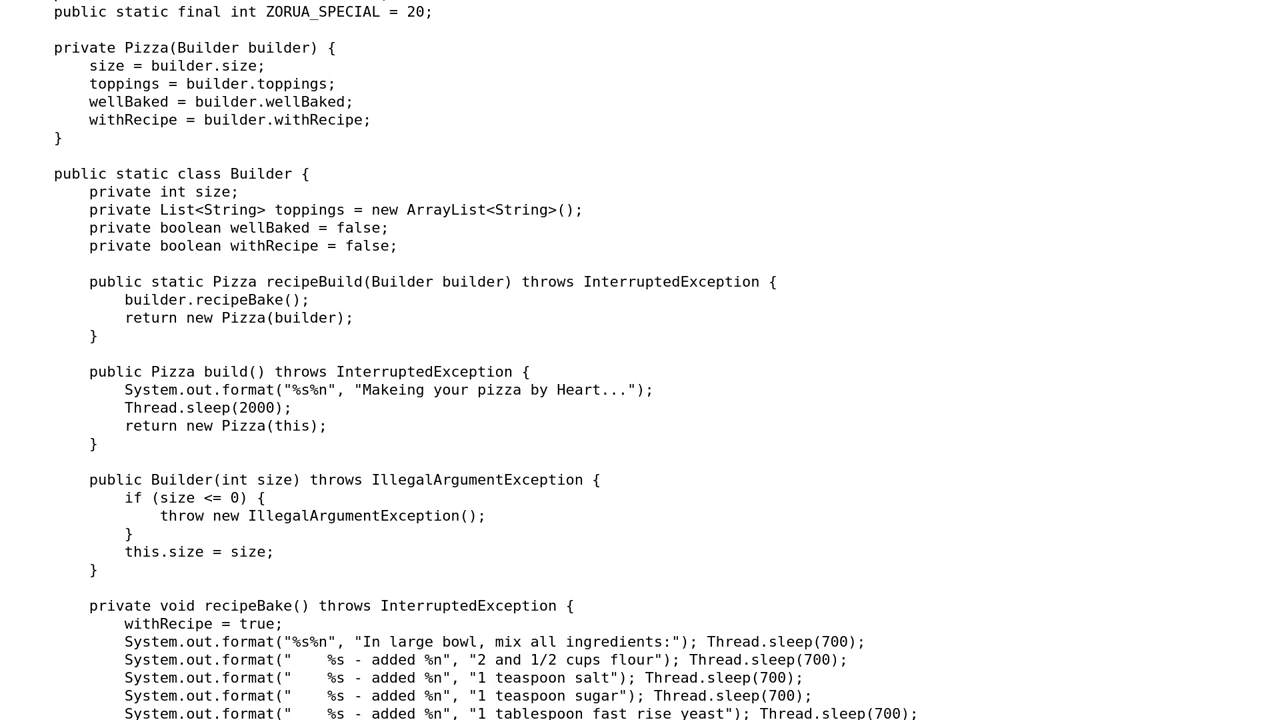 public static final int ZORUA_SPECIAL = 20;
private Pizza(Builder builder) {
size = builder.size;
toppings = builder.toppings;
wellBaked = builder.wellBaked;
withRecipe = builder.withRecipe;
}
public static class Builder {
private int size;
private List<String> toppings = new ArrayList<String>();
private boolean wellBaked = false;
private boolean withRecipe = false;
public static Pizza recipeBuild(Builder builder) throws InterruptedException {
builder.recipeBake();
return new Pizza(builder);
}
public Pizza build() throws InterruptedException {
System.out.format("%s%n", "Makeing your pizza by Heart...");
Thread.sleep(2000);
return new Pizza(this);
}
public Builder(int size) throws IllegalArgumentException {
if (size <= 0) {
throw new IllegalArgumentException();
}
this.size = size;
}
private void recipeBake() throws InterruptedException {
withRecipe = true;
System.out.format("%s%n", "In large bowl, mix all ingredients:"); Thread.sleep(700);
System.out.format("    %s - added %n", "2 and 1/2 cups flour"); Thread.sleep(700);
System.out.format("    %s - added %n", "1 teaspoon salt"); Thread.sleep(700);
System.out.format("    %s - added %n", "1 teaspoon sugar"); Thread.sleep(700);
System.out.format("    %s - added %n", "1 tablespoon fast rise yeast"); Thread.sleep(700);